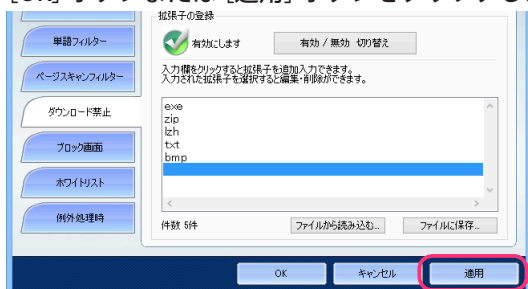 拡張子の登録
単語フィルター
有効にします
有効 / 無効 切り替え
ページスキャンフィルター
入力欄をクリックすると拡張子を追加入力できます。
入力された拡張子を選択すると編集・削除ができます。
ダウンロード禁止
exe
zip
lzh
txt
bmp
ブロック画面
ホワイトリスト
例外処理時
件数 5件
ファイルから読み込む...
ファイルに保存...
OK
キャンセル
適用